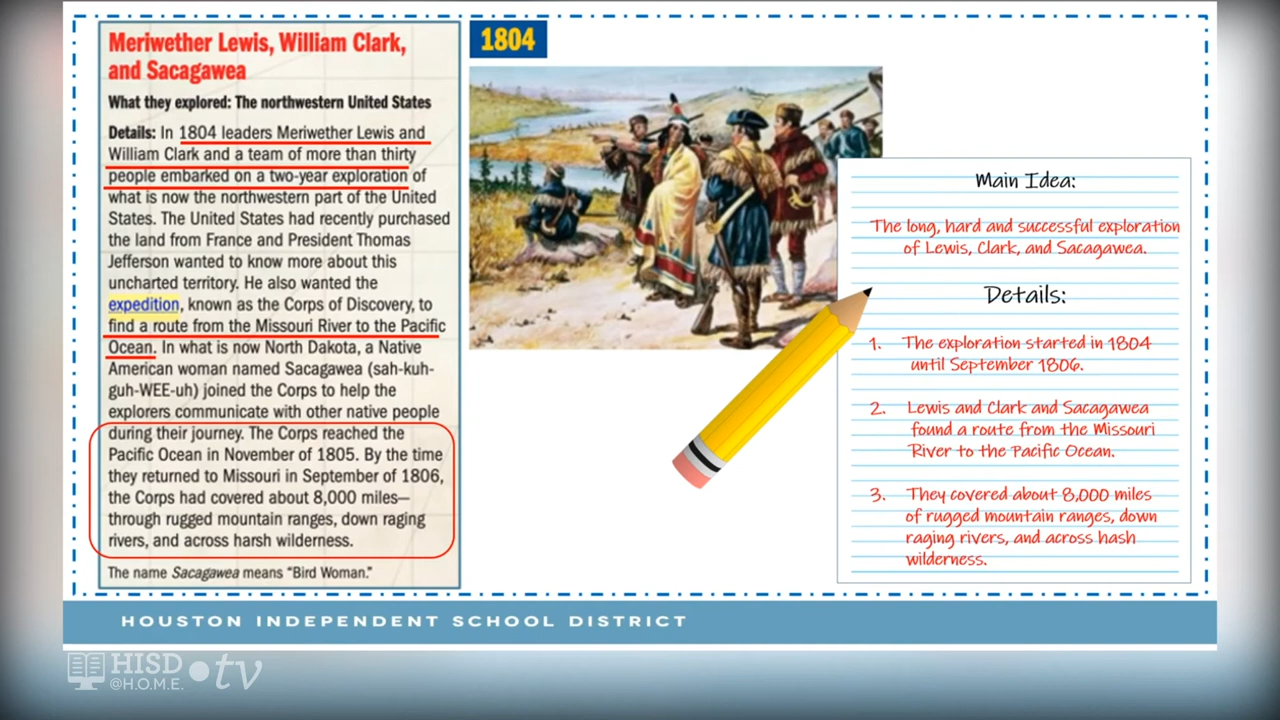 Meriwether Lewis, William Clark,
and Sacagawea
What they explored: The northwestern United States
Details: In 1804 leaders Meriwether Lewis and
William Clark and a team of more than thirty
people embarked on a two-year exploration of
what is now the northwestern part of the United
States. The United States had recently purchased
the land from France and President Thomas
Jefferson wanted to know more about this
uncharted territory. He also wanted the
expedition, known as the Corps of Discovery, to
find a route from the Missouri River to the Pacific
Ocean. In what is now North Dakota, a Native
American woman named Sacagawea (sah-kuh-
guh-WEE-uh) joined the Corps to help the
explorers communicate with other native people
during their journey. The Corps reached the
Pacific Ocean in November of 1805. By the time
they returned to Missouri in September of 1806,
the Corps had covered about 8,000 miles—
through rugged mountain ranges, down raging
rivers, and across harsh wilderness.
The name Sacagawea means “Bird Woman.”
1804
Main Idea:
The long, hard and successful exploration
of Lewis, Clark, and Sacagawea.
Details:
1. The exploration started in 1804
until September 1806.
2. Lewis and Clark and Sacagawea
found a route from the Missouri
River to the Pacific Ocean.
3. They covered about 8,000 miles
of rugged mountain ranges, down
raging rivers, and across hash
wilderness.
HOUSTON INDEPENDENT SCHOOL DISTRICT
HISD
@H.O.M.E.
tv